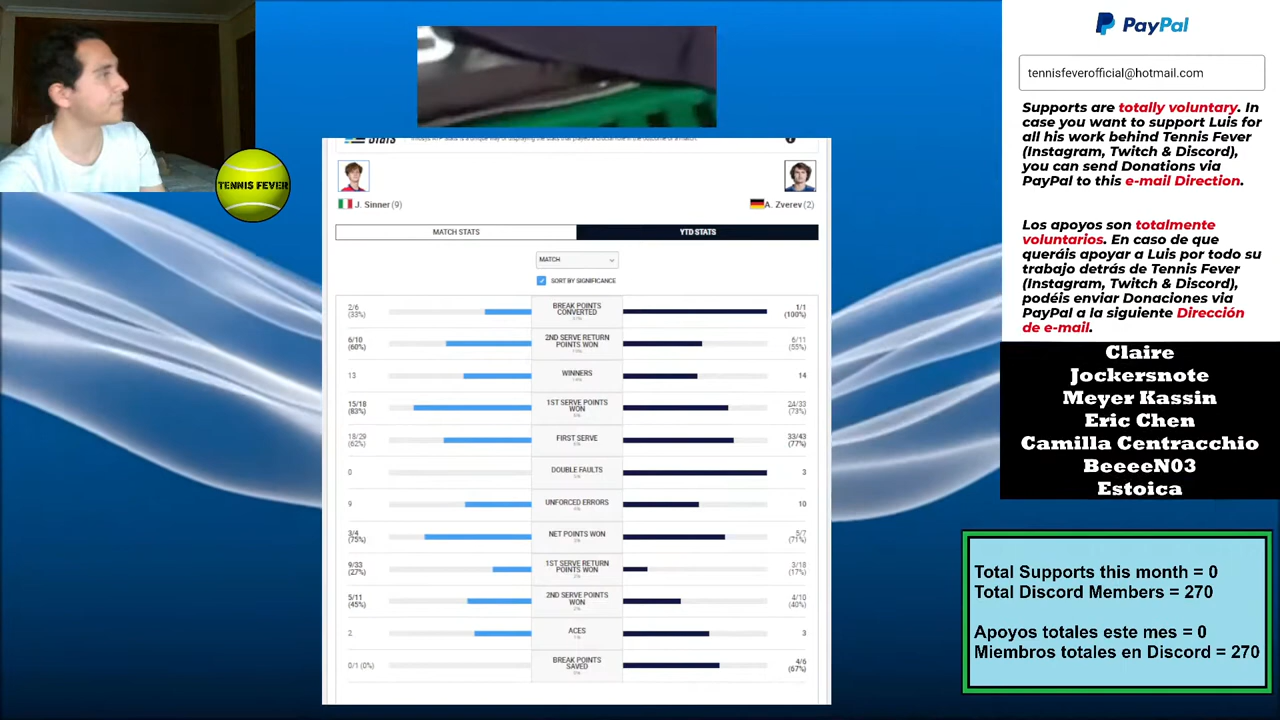 TENNIS FEVER
Stats
J. Sinner (9)
A. Zverev (2)
MATCH STATS
YTD STATS
MATCH
SORT BY SIGNIFICANCE
2/6
(33%)
BREAK POINTS
CONVERTED
1/1
(100%)
6/10
(60%)
2ND SERVE RETURN
POINTS WON
6/11
(55%)
13
WINNERS
14
15/18
(83%)
1ST SERVE POINTS
WON
24/33
(73%)
18/29
(62%)
FIRST SERVE
33/43
(77%)
0
DOUBLE FAULTS
3
9
UNFORCED ERRORS
10
3/4
(75%)
NET POINTS WON
5/7
(71%)
9/33
(27%)
1ST SERVE RETURN
POINTS WON
3/18
(17%)
5/11
(45%)
2ND SERVE POINTS
WON
4/10
(40%)
2
ACES
3
0/1 (0%)
BREAK POINTS
SAVED
4/6
(67%)
PayPal
tennisfeverofficial@hotmail.com
Supports are totally voluntary. In
case you want to support Luis for
all his work behind Tennis Fever
(Instagram, Twitch & Discord),
you can send Donations via
PayPal to this e-mail Direction.
Los apoyos son totalmente
voluntarios. En caso de que
queráis apoyar a Luis por todo su
trabajo detrás de Tennis Fever
(Instagram, Twitch & Discord),
podéis enviar Donaciones vía
PayPal a la siguiente Dirección
de e-mail.
Claire
Jockersnote
Meyer Kassin
Eric Chen
Camilla Centracchio
BeeeeN03
Estoica
Total Supports this month = 0
Total Discord Members = 270
Apoyos totales este mes = 0
Miembros totales en Discord = 270